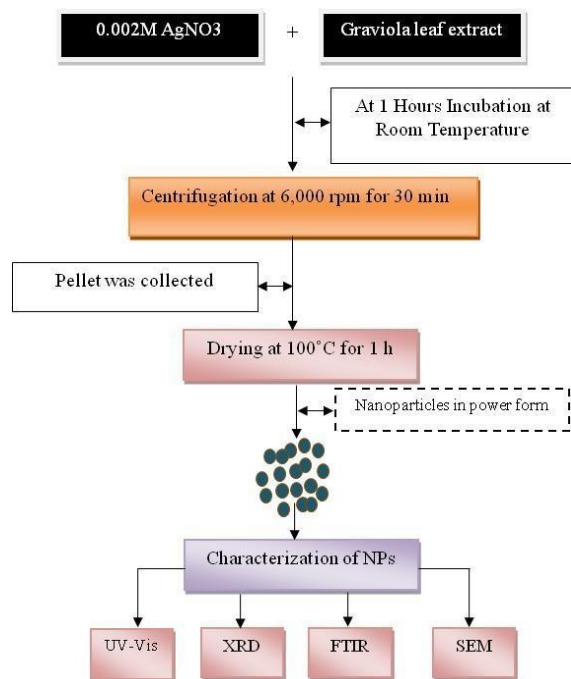 0.002M AgNO3
+
Graviola leaf extract
At 1 Hours Incubation at
Room Temperature
Centrifugation at 6,000 rpm for 30 min
Pellet was collected
Drying at 100˚C for 1 h
Nanoparticles in power form
Characterization of NPs
UV-Vis
XRD
FTIR
SEM